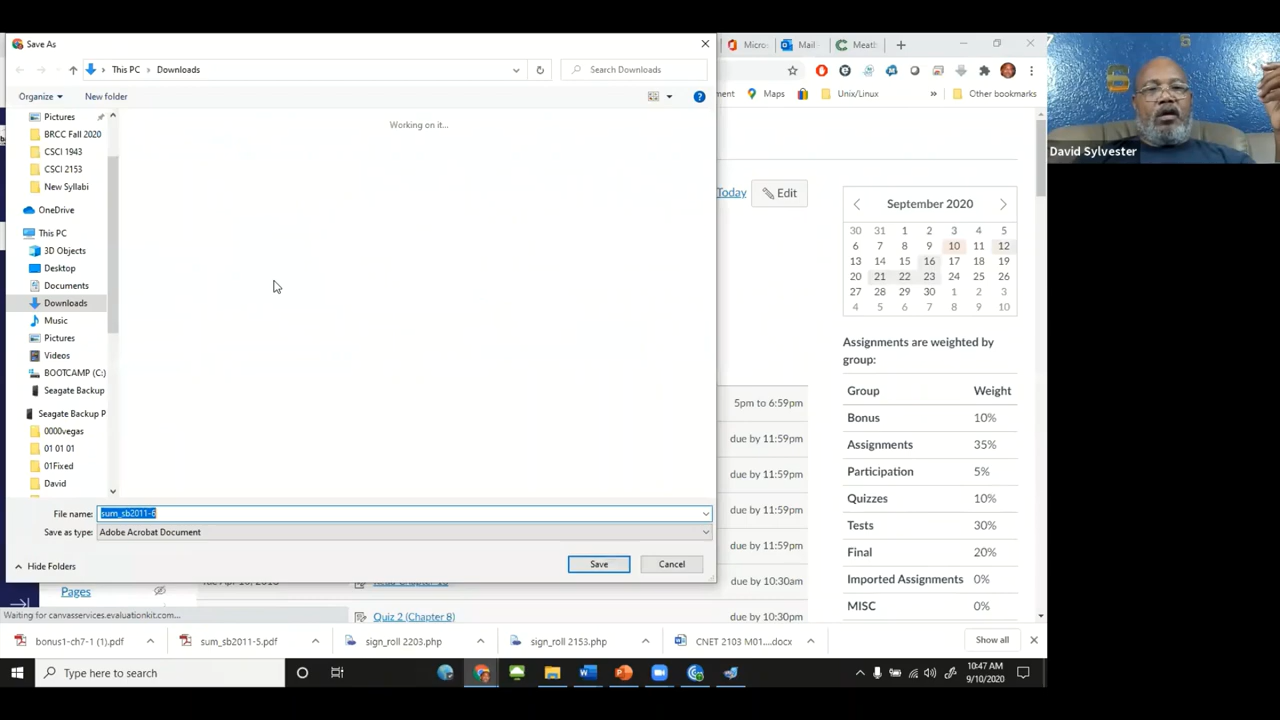 Save As
This PC
Downloads
Search Downloads
Organize
New folder
Pictures
BRCC Fall 2020
CSCI 1943
CSCI 2153
New Syllabi
OneDrive
This PC
3D Objects
Desktop
Documents
Downloads
Music
Pictures
Videos
BOOTCAMP (C:)
Seagate Backup
Seagate Backup P
0000vegas
01 01 01
01Fixed
David
Working on it...
File name: sum_sb2011-6
Save as type: Adobe Acrobat Document
Hide Folders
Save
Cancel
Micro
Mail
Meatl
Maps
Unix/Linux
Other bookmarks
David Sylvester
Today
Edit
September 2020
30 31 1 2 3 4 5
6 7 8 9 10 11 12
13 14 15 16 17 18 19
20 21 22 23 24 25 26
27 28 29 30 1 2 3
4 5 6 7 8 9 10
Assignments are weighted by
group:
Group Weight
Bonus 10%
Assignments 35%
Participation 5%
Quizzes 10%
Tests 30%
Final 20%
Imported Assignments 0%
MISC 0%
5pm to 6:59pm
due by 11:59pm
due by 11:59pm
due by 11:59pm
due by 11:59pm
due by 10:30am
Pages
Quiz 2 (Chapter 8)
due by 10:30pm
Waiting for canvasservices.evaluationkit.com...
bonus1-ch7-1 (1).pdf
sum_sb2011-5.pdf
sign_roll 2203.php
sign_roll 2153.php
CNET 2103 M01....docx
Show all
Type here to search
10:47 AM
9/10/2020